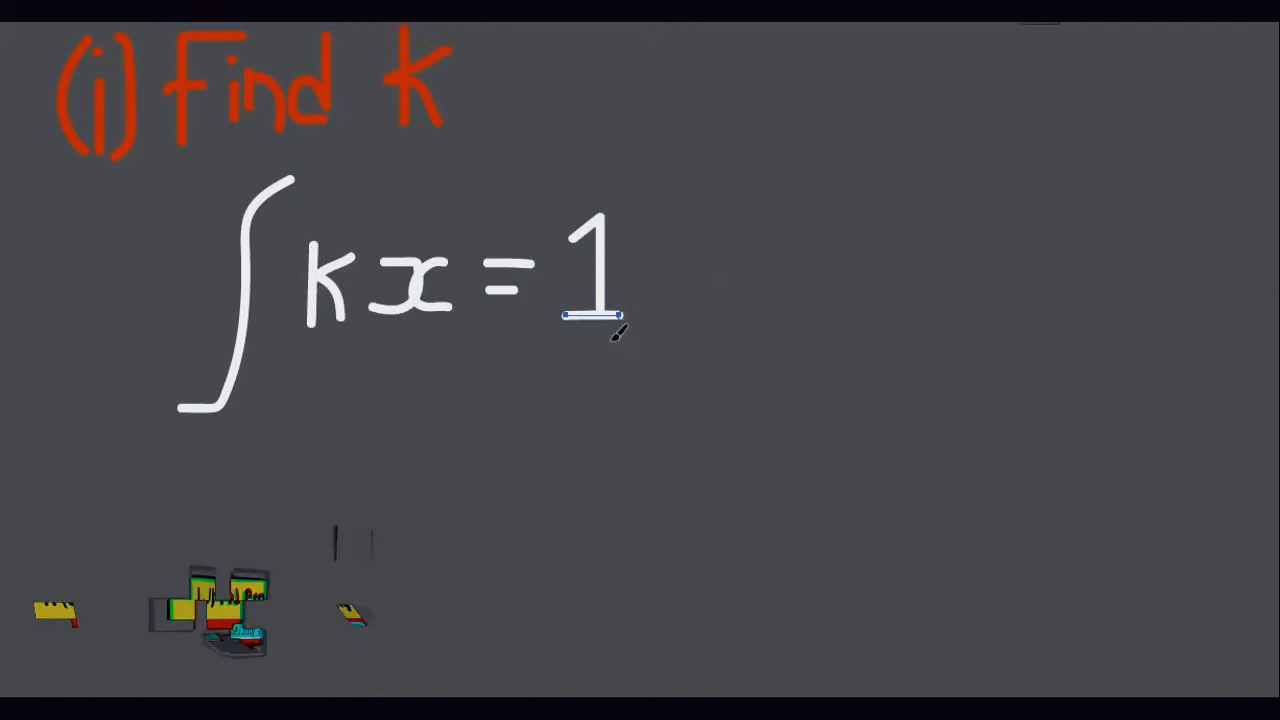 (i) Find k
∫ kx = 1